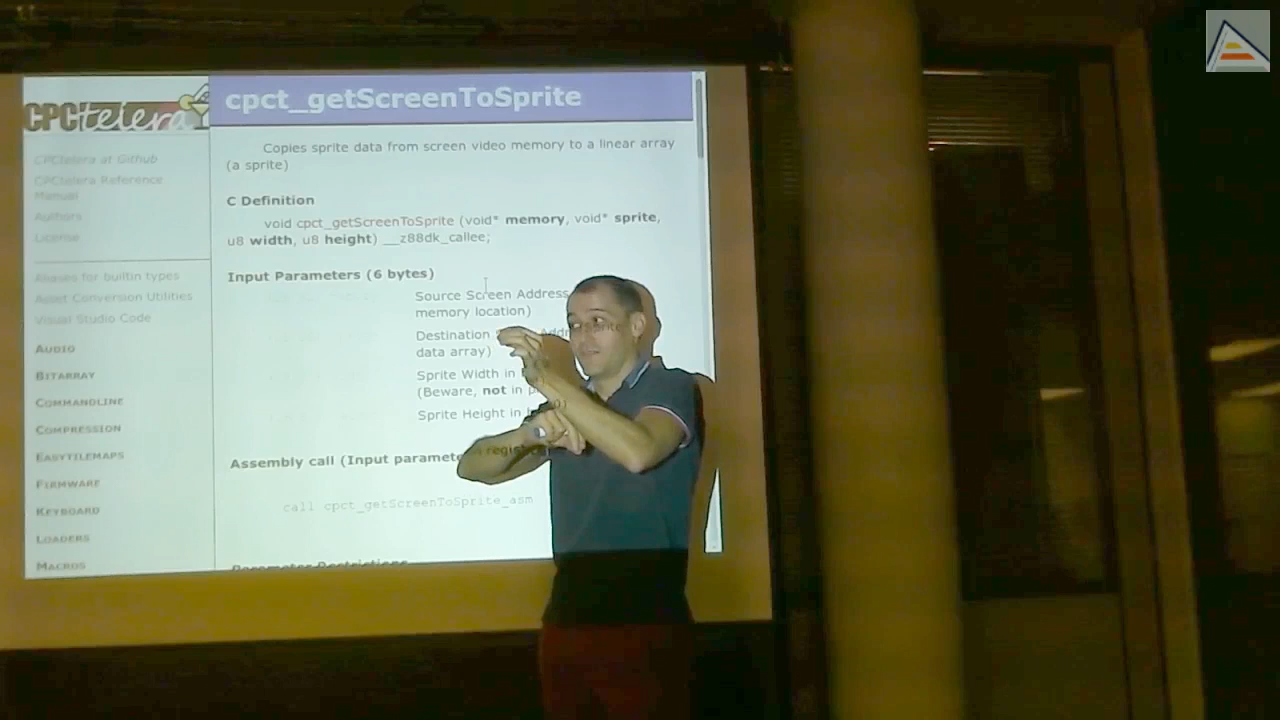 CPCtelera
cpct_getScreenToSprite
CPCtelera at Github
CPCtelera Reference
Manual
Authors
License
Aliases for builtin types
Asset Conversion Utilities
Visual Studio Code
AUDIO
BITARRAY
COMMANDLINE
COMPRESSION
EASYTILEMAPS
FIRMWARE
KEYBOARD
LOADERS
MACROS
Copies sprite data from screen video memory to a linear array
(a sprite)
C Definition
void cpct_getScreenToSprite (void* memory, void* sprite,
u8 width, u8 height) __z88dk_callee;
Input Parameters (6 bytes)
Source Screen Address
memory location)
Destination
data array)
Sprite Width in
(Beware, not in
Sprite Height in
Assembly call (Input
call cpct_getScreenToSprite_asm
Parameter Restrictions